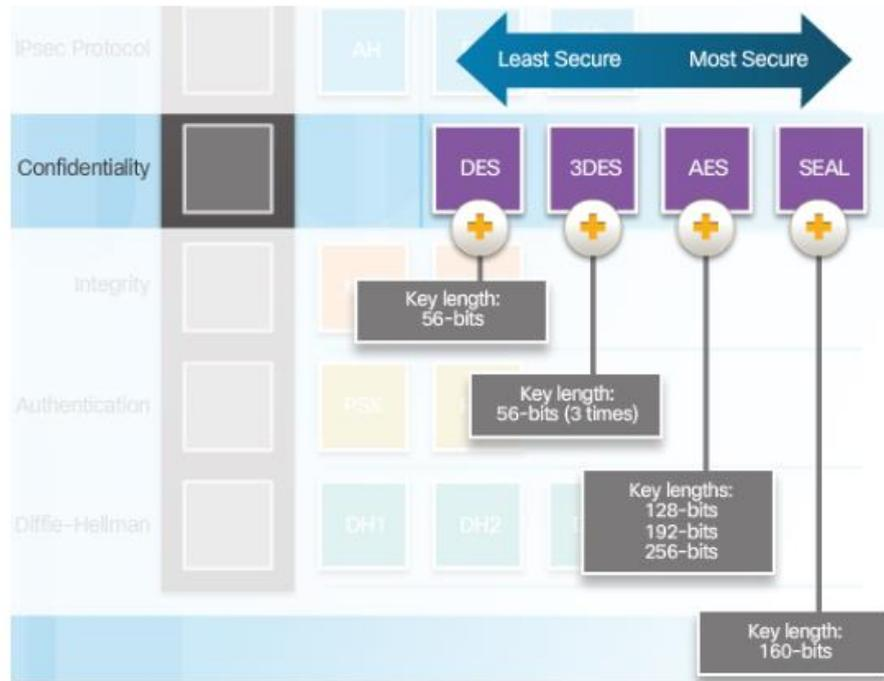 IPsec Protocol
AH
Least Secure
Most Secure
Confidentiality
DES
3DES
AES
SEAL
Integrity
Key length:
56-bits
Authentication
PSK
Key length:
56-bits (3 times)
Diffie-Hellman
DH1
DH2
Key lengths:
128-bits
192-bits
256-bits
Key length:
160-bits